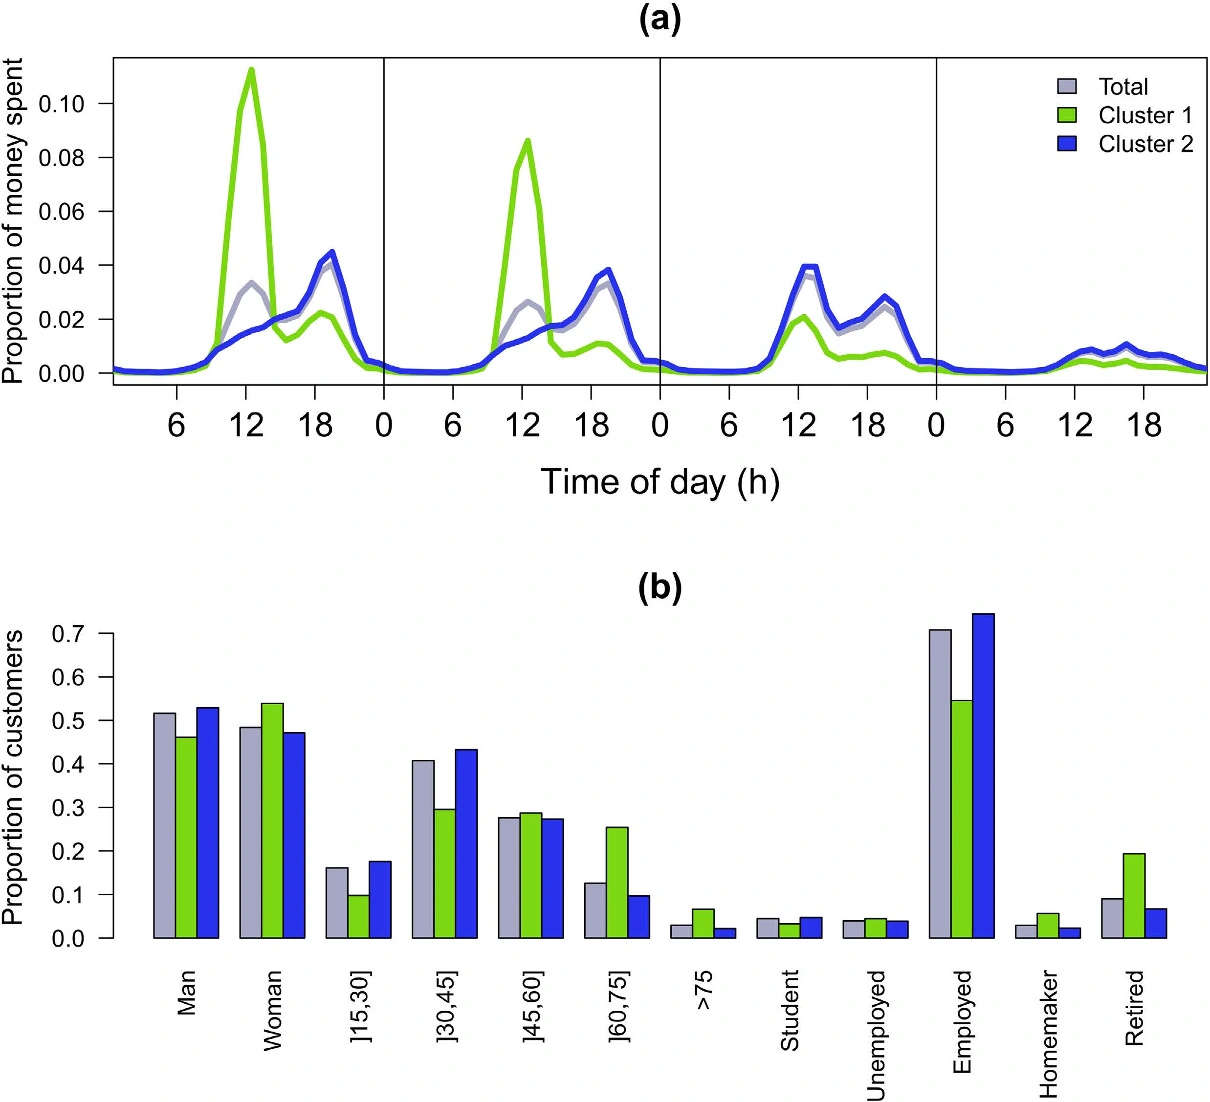 (a)
Proportion of money spent
0.10
0.08
0.06
0.04
0.02
0.00
Total
Cluster 1
Cluster 2
6 12 18 0 6 12 18 0 6 12 18 0 6 12 18
Time of day (h)
(b)
Proportion of customers
0.7
0.6
0.5
0.4
0.3
0.2
0.1
0.0
Man
Woman
]15,30]
]30,45]
]45,60]
]60,75]
>75
Student
Unemployed
Employed
Homemaker
Retired